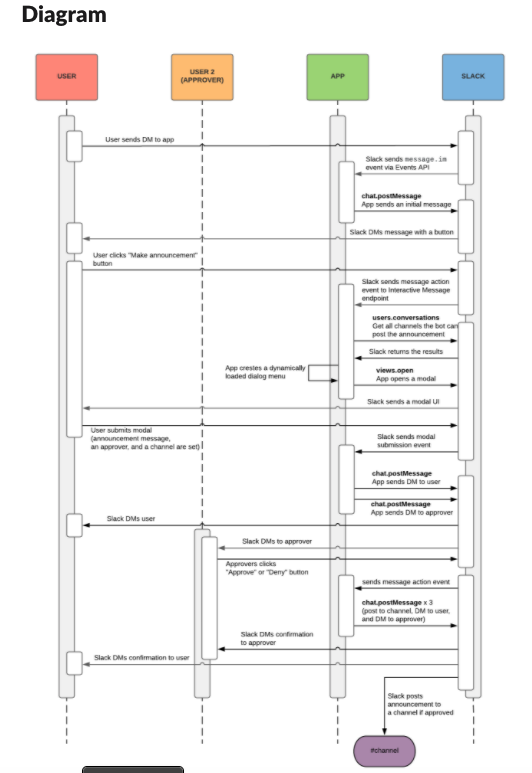 Diagram
USER
USER 2
(APPROVER)
APP
SLACK
User sends DM to app
Slack sends message.im
event via Events API
chat.postMessage
App sends an initial message
Slack DMs message with a button
User clicks "Make announcement"
button
Slack sends message action
event to Interactive Message
endpoint
users.conversations
Get all channels the bot can
post the announcement
Slack returns the results
App creates a dynamically
loaded dialog menu
views.open
App opens a modal
Slack sends a modal UI
User submits modal
(announcement message,
an approver, and a channel are set)
Slack sends modal
submission event
chat.postMessage
App sends DM to user
chat.postMessage
App sends DM to approver
Slack DMs user
Slack DMs to approver
Approvers clicks
"Approve" or "Deny" button
sends message action event
chat.postMessage x 3
(post to channel, DM to user,
and DM to approver)
Slack DMs confirmation
to approver
Slack DMs confirmation to user
Slack posts
announcement to
a channel if approved
#channel